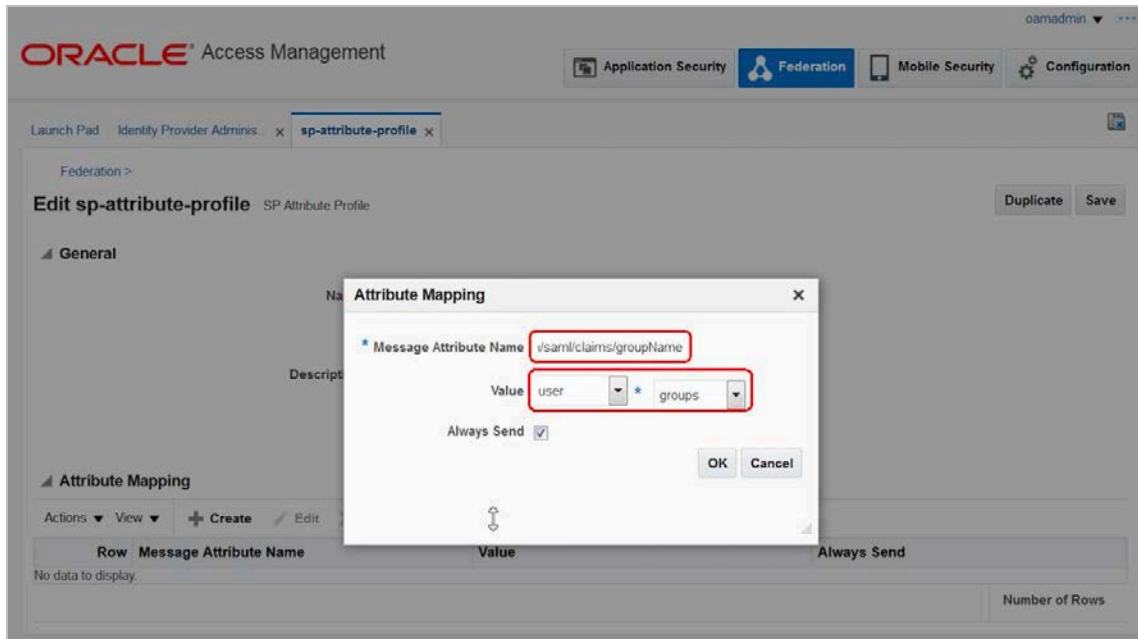 oamadmin
ORACLE® Access Management
Application Security
Federation
Mobile Security
Configuration
Launch Pad
Identity Provider Adminis..
sp-attribute-profile
Federation >
Edit sp-attribute-profile SP Attribute Profile
Duplicate
Save
General
Na
Descript
Attribute Mapping
* Message Attribute Name /saml/claims/groupName
Value user * groups
Always Send
OK
Cancel
Attribute Mapping
Actions View Create Edit
Row Message Attribute Name Value Always Send
No data to display.
Number of Rows